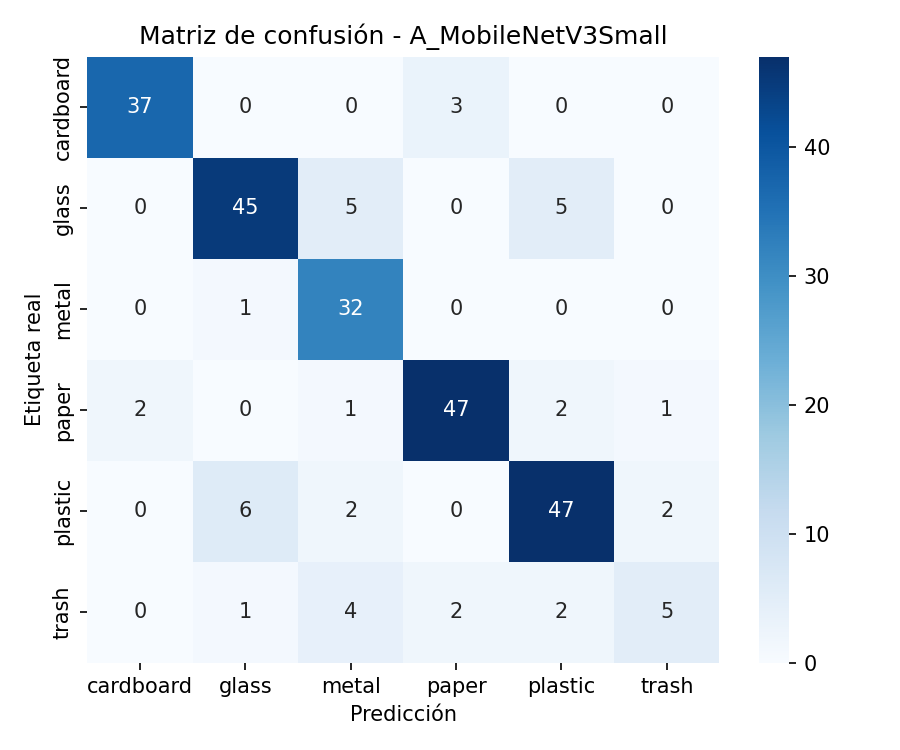 Matriz de confusión - A_MobileNetV3Small
Etiqueta real
cardboard 37 0 0 3 0 0
glass 0 45 5 0 5 0
metal 0 1 32 0 0 0
paper 2 0 1 47 2 1
plastic 0 6 2 0 47 2
trash 0 1 4 2 2 5
cardboard glass metal paper plastic trash
Predicción
40
30
20
10
0